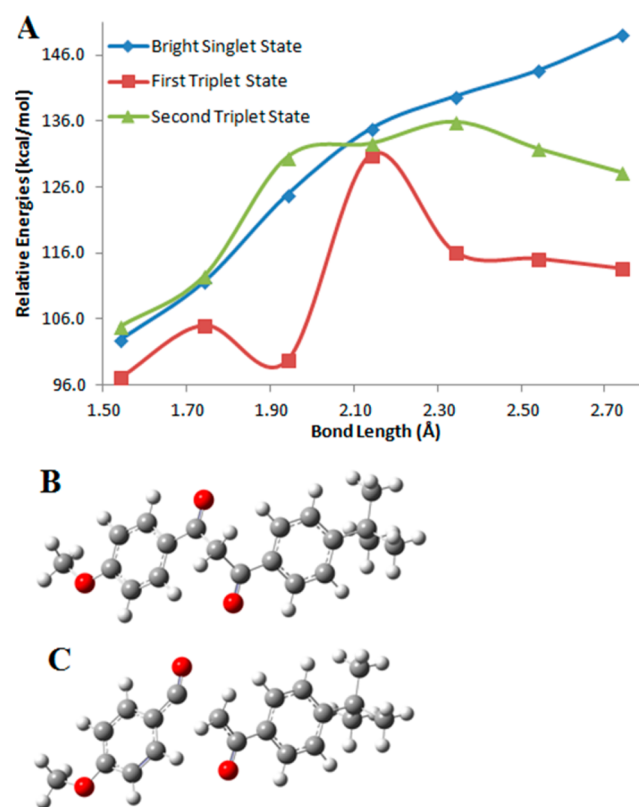 A
146.0
136.0
126.0
116.0
106.0
96.0
Relative Energies (kcal/mol)
Bright Singlet State
First Triplet State
Second Triplet State
1.50 1.70 1.90 2.10 2.30 2.50 2.70
Bond Length (Å)
B
C